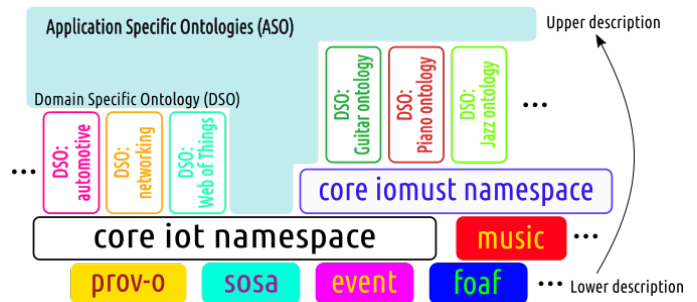 Application Specific Ontologies (ASO)
Upper description
DSO:
Guitar ontology
DSO:
Piano ontology
DSO:
Jazz ontology
...
Domain Specific Ontology (DSO)
...
DSO:
automotive
DSO:
networking
DSO:
Web of Things
core iomust namespace
core iot namespace
music
...
prov-o
sosa
event
foaf
...
Lower description